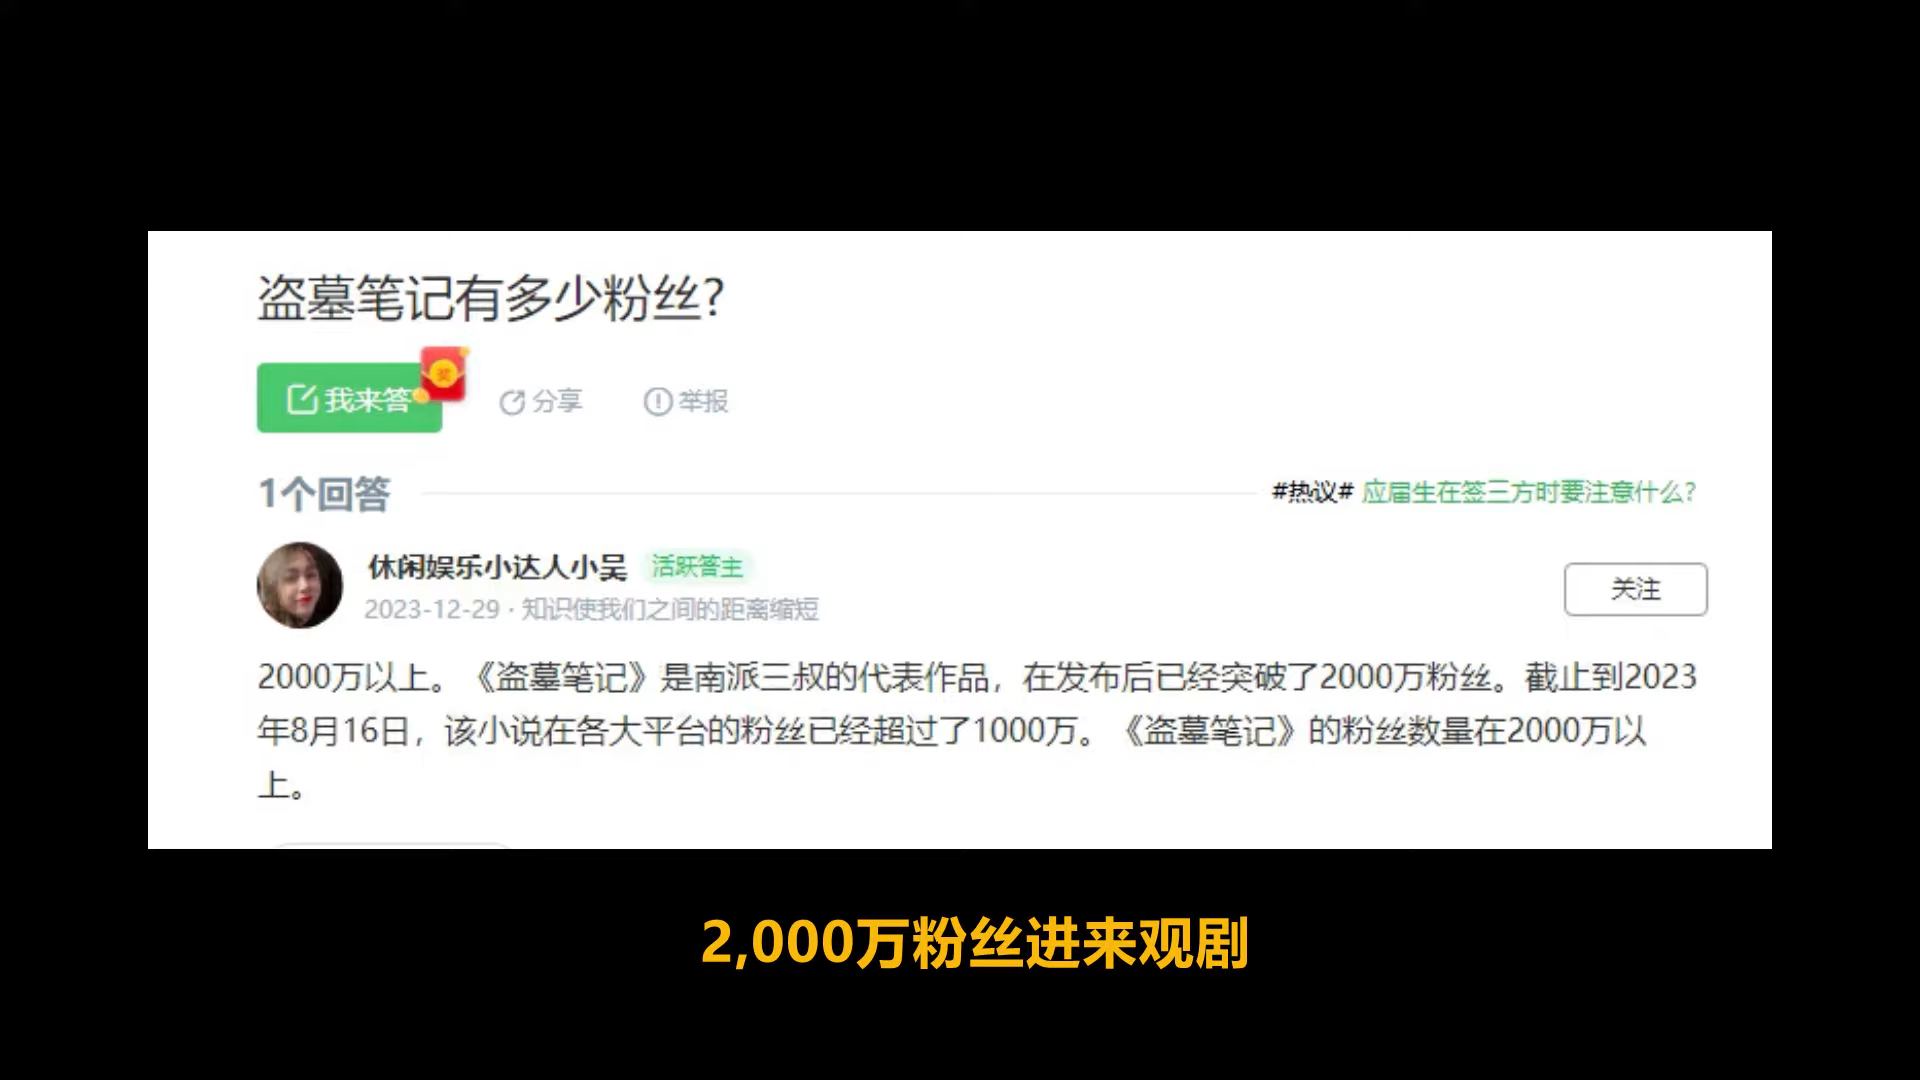 盗墓笔记有多少粉丝?
奖
我来答 分享 举报
1个回答 #热议# 应届生在签三方时要注意什么?
休闲娱乐小达人小吴 活跃答主
2023-12-29 · 知识使我们之间的距离缩短
关注
2000万以上。《盗墓笔记》是南派三叔的代表作品，在发布后已经突破了2000万粉丝。截止到2023
年8月16日，该小说在各大平台的粉丝已经超过了1000万。《盗墓笔记》的粉丝数量在2000万以
上。
2,000万粉丝进来观剧